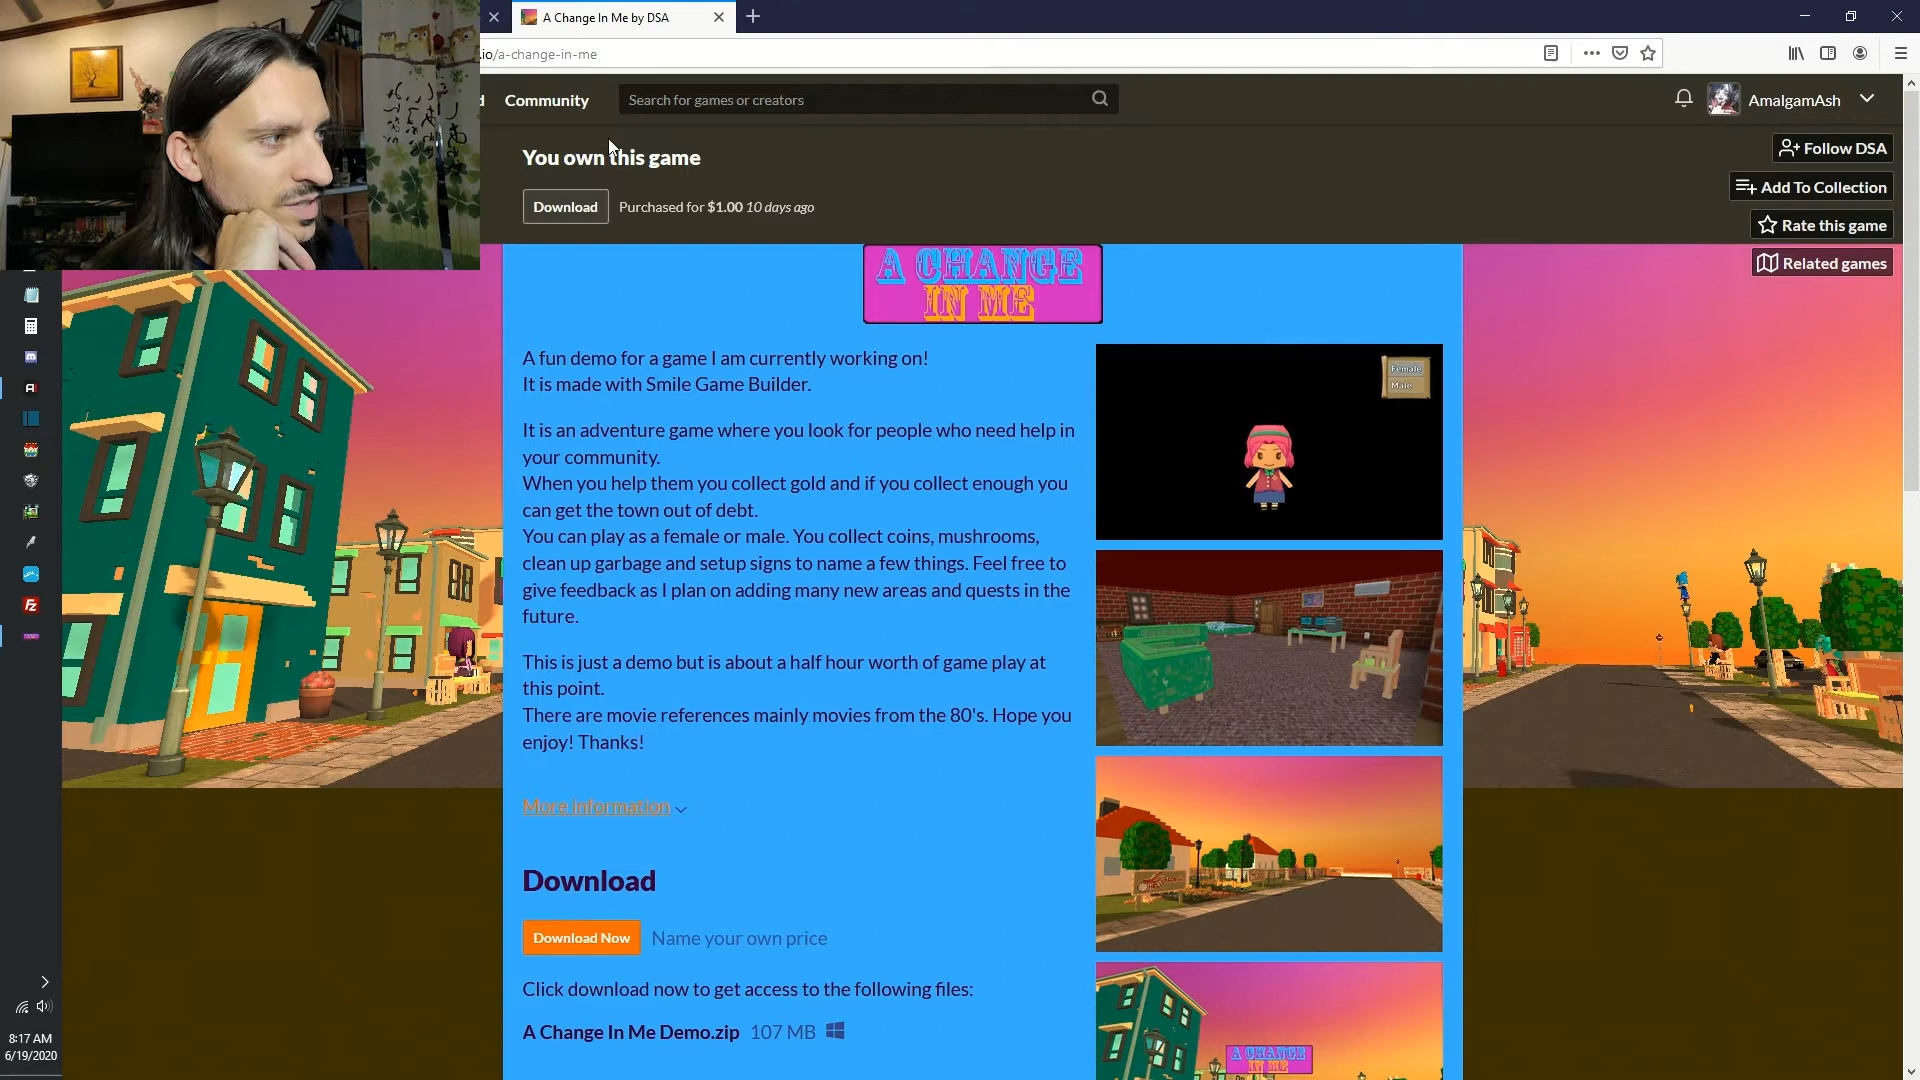 A Change In Me by DSA
.io/a-change-in-me
Community
Search for games or creators
AmalgamAsh
You own this game
Download
Purchased for $1.00 10 days ago
Follow DSA
Add To Collection
Rate this game
Related games
A CHANGE
IN ME
A fun demo for a game I am currently working on!
It is made with Smile Game Builder.
It is an adventure game where you look for people who need help in
your community.
When you help them you collect gold and if you collect enough you
can get the town out of debt.
You can play as a female or male. You collect coins, mushrooms,
clean up garbage and setup signs to name a few things. Feel free to
give feedback as I plan on adding many new areas and quests in the
future.
This is just a demo but is about a half hour worth of game play at
this point.
There are movie references mainly movies from the 80's. Hope you
enjoy! Thanks!
More information
Download
Download Now
Name your own price
Click download now to get access to the following files:
A Change In Me Demo.zip 107 MB
Female
Male
A CHANGE
IN ME
8:17 AM
6/19/2020